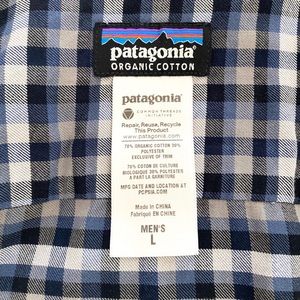 patagonia®
ORGANIC COTTON
patagonia®
COMMON THREADS
INITIATIVE
Repair, Reuse, Recycle
This Product
www.patagonia.com
70% ORGANIC COTTON 30%
POLYESTER
EXCLUSIVE OF TRIM
70% COTON DE CULTURE
BIOLOGIQUE 30% POLYESTER
A PART LA GARNITURE
MFG DATE AND LOCATION AT
PCPSIA.COM
Made in CHINA
Fabriqué EN CHINE
MEN'S
L